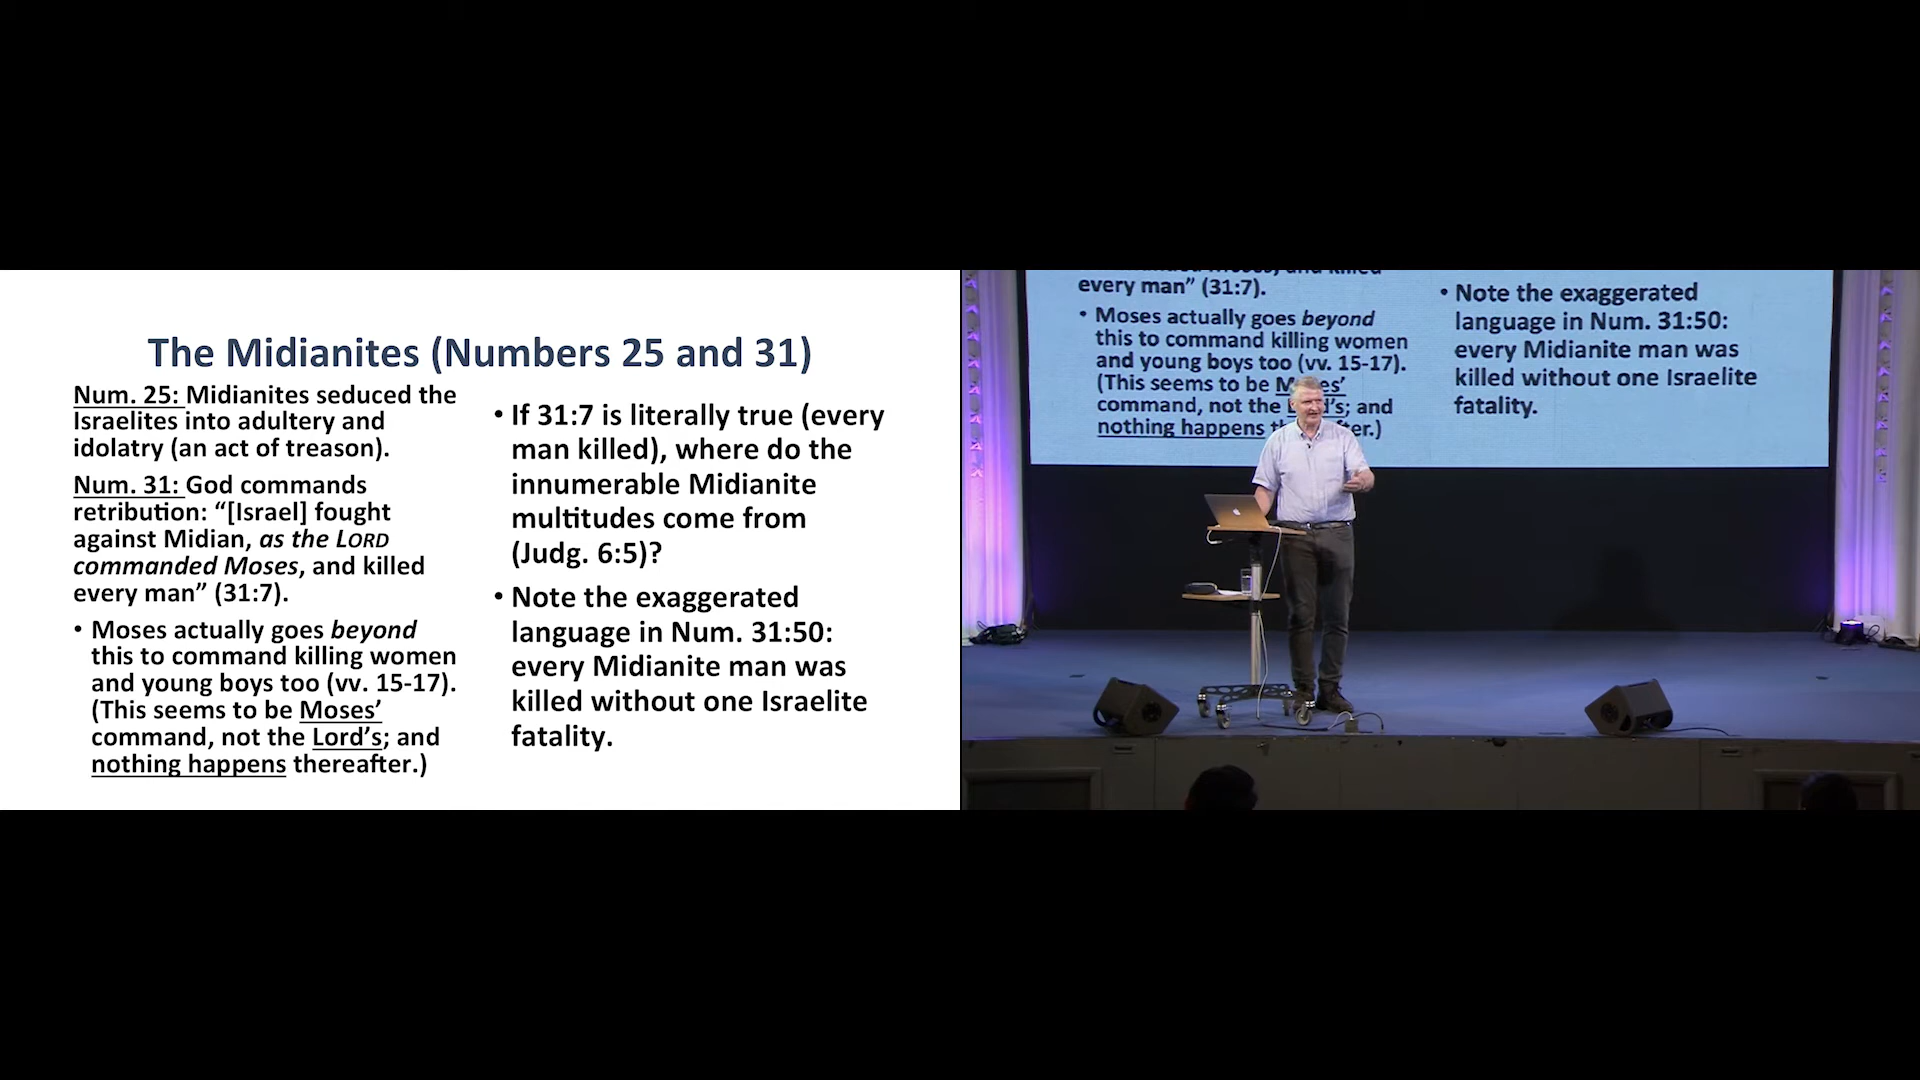 The Midianites (Numbers 25 and 31)
Num. 25: Midianites seduced the
Israelites into adultery and
idolatry (an act of treason).
Num. 31: God commands
retribution: “[Israel] fought
against Midian, as the LORD
commanded Moses, and killed
every man” (31:7).
• Moses actually goes beyond
this to command killing women
and young boys too (vv. 15-17).
(This seems to be Moses’
command, not the Lord’s; and
nothing happens thereafter.)
• If 31:7 is literally true (every
man killed), where do the
innumerable Midianite
multitudes come from
(Judg. 6:5)?
• Note the exaggerated
language in Num. 31:50:
every Midianite man was
killed without one Israelite
fatality.
every man” (31:7).
• Moses actually goes beyond
this to command killing women
and young boys too (vv. 15-17).
(This seems to be Moses’
command, not the Lord’s; and
nothing happens
• Note the exaggerated
language in Num. 31:50:
every Midianite man was
killed without one Israelite
fatality.